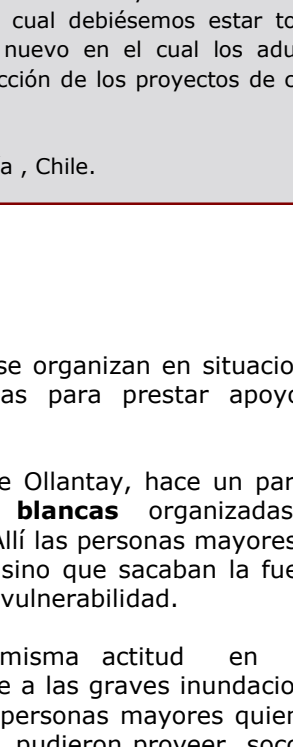 cual debiésemos estar to
nuevo en el cual los adu
cción de los proyectos de c
a , Chile.
se organizan en situacio
as para prestar apoyo
e Ollantay, hace un par
blancas organizadas
Allí las personas mayores
sino que sacaban la fue
vulnerabilidad.
misma actitud en
e a las graves inundacio
personas mayores quien
pudieron proveer soco